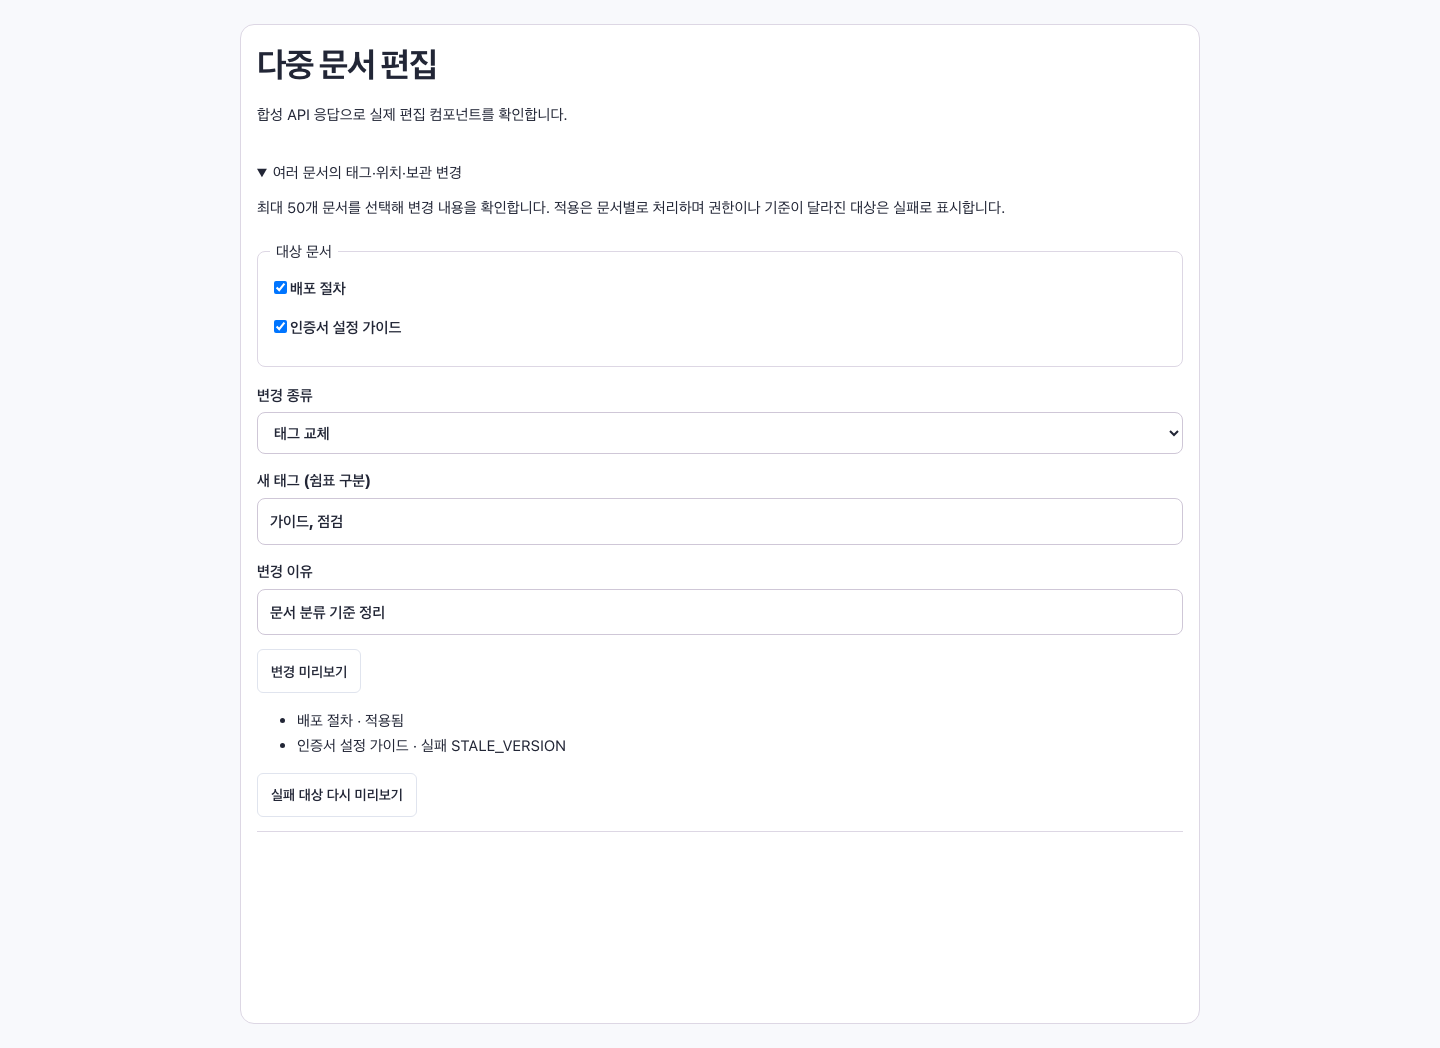 다중 문서 편집
합성 API 응답으로 실제 편집 컴포넌트를 확인합니다.
▼ 여러 문서의 태그·위치·보관 변경
최대 50개 문서를 선택해 변경 내용을 확인합니다. 적용은 문서별로 처리하며 권한이나 기준이 달라진 대상은 실패로 표시합니다.
대상 문서
배포 절차
인증서 설정 가이드
변경 종류
태그 교체
새 태그 (쉼표 구분)
가이드, 점검
변경 이유
문서 분류 기준 정리
변경 미리보기
• 배포 절차 · 적용됨
• 인증서 설정 가이드 · 실패 STALE_VERSION
실패 대상 다시 미리보기